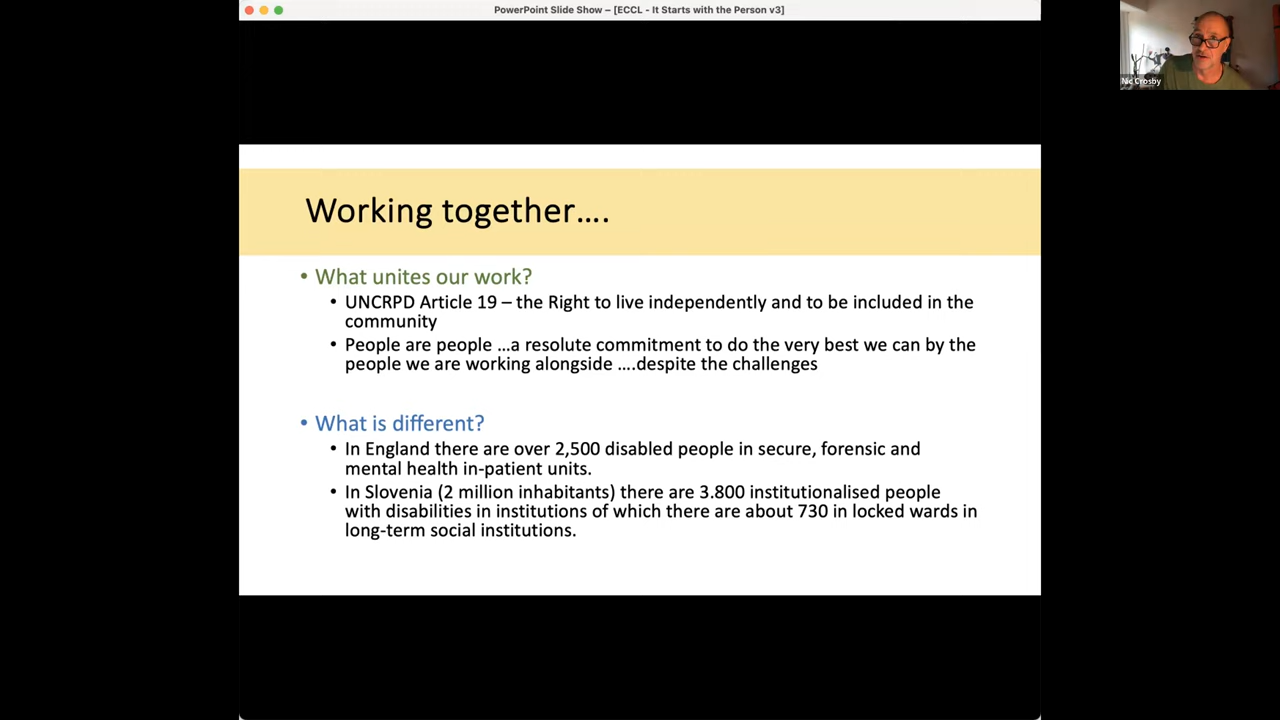 PowerPoint Slide Show – [ECCL - It Starts with the Person v3]
Nic Crosby
Working together….
• What unites our work?
• UNCRPD Article 19 – the Right to live independently and to be included in the
community
• People are people …a resolute commitment to do the very best we can by the
people we are working alongside ….despite the challenges
• What is different?
• In England there are over 2,500 disabled people in secure, forensic and
mental health in-patient units.
• In Slovenia (2 million inhabitants) there are 3.800 institutionalised people
with disabilities in institutions of which there are about 730 in locked wards in
long-term social institutions.